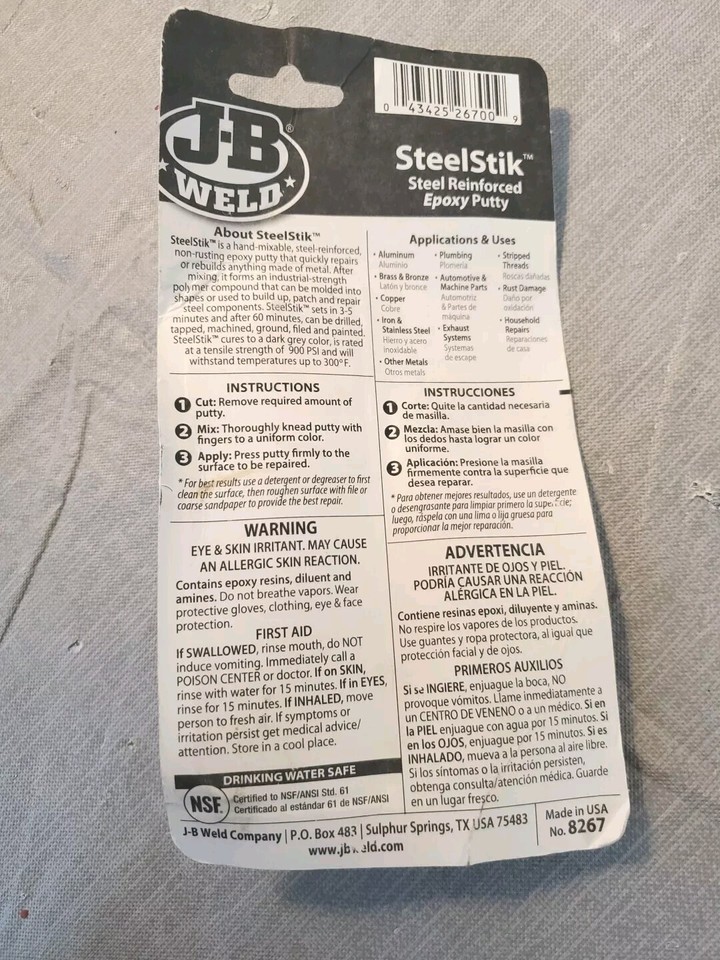 0 43425 26700 9
J-B®
WELD
SteelStik™
Steel Reinforced
Epoxy Putty
About SteelStik™
SteelStik™ is a hand-mixable, steel-reinforced,
non-rusting epoxy putty that quickly repairs
or rebuilds anything made of metal. After
mixing, it forms an industrial-strength
polymer compound that can be molded into
shapes or used to build up, patch and repair
steel components. SteelStik™ sets in 3-5
minutes and after 60 minutes, can be drilled,
tapped, machined, ground, filed and painted.
SteelStik™ cures to a dark grey color, is rated
at a tensile strength of 900 PSI and will
withstand temperatures up to 300°F.
Applications & Uses
• Aluminum
Aluminio
• Brass & Bronze
Latón y bronce
• Copper
Cobre
• Iron &
Stainless Steel
Hierro y acero
inoxidable
• Other Metals
Otros metals
• Plumbing
Plomería
• Automotive &
Machine Parts
Automotriz
& Partes de
máquina
• Exhaust
Systems
Systemas
de escape
• Stripped
Threads
Roscas dañadas
• Rust Damage
Daño por
oxidación
• Household
Repairs
Reparaciones
de casa
INSTRUCTIONS
1 Cut: Remove required amount of
putty.
2 Mix: Thoroughly knead putty with
fingers to a uniform color.
3 Apply: Press putty firmly to the
surface to be repaired.
* For best results use a detergent or degreaser to first
clean the surface, then roughen surface with file or
coarse sandpaper to provide the best repair.
INSTRUCCIONES
1 Corte: Quite la cantidad necesaria
de masilla.
2 Mezcla: Amase bien la masilla con
los dedos hasta lograr un color
uniforme.
3 Aplicación: Presione la masilla
firmemente contra la superficie que
desea reparar.
* Para obtener mejores resultados, use un detergente
o desengrasante para limpiar primero la superficie;
luego, ráspela con una lima o lija gruesa para
proporcionar la mejor reparación.
WARNING
EYE & SKIN IRRITANT. MAY CAUSE
AN ALLERGIC SKIN REACTION.
Contains epoxy resins, diluent and
amines. Do not breathe vapors. Wear
protective gloves, clothing, eye & face
protection.
FIRST AID
If SWALLOWED, rinse mouth, do NOT
induce vomiting. Immediately call a
POISON CENTER or doctor. If on SKIN,
rinse with water for 15 minutes. If in EYES,
rinse for 15 minutes. If INHALED, move
person to fresh air. If symptoms or
irritation persist get medical advice/
attention. Store in a cool place.
ADVERTENCIA
IRRITANTE DE OJOS Y PIEL.
PODRÍA CAUSAR UNA REACCIÓN
ALÉRGICA EN LA PIEL.
Contiene resinas epoxi, diluyente y aminas.
No respire los vapores de los productos.
Use guantes y ropa protectora, al igual que
protección facial y de ojos.
PRIMEROS AUXILIOS
Si se INGIERE, enjuague la boca, NO
provoque vómitos. Llame inmediatamente a
un CENTRO DE VENENO o a un médico. Si en
la PIEL enjuague con agua por 15 minutos. Si
en los OJOS, enjuague por 15 minutos. Si es
INHALADO, mueva a la persona al aire libre.
Si los síntomas o la irritación persisten,
obtenga consulta/atención médica. Guarde
en un lugar fresco.
DRINKING WATER SAFE
NSF.
Certified to NSF/ANSI Std. 61
Certificado al estándar 61 de NSF/ANSI
J-B Weld Company | P.O. Box 483 | Sulphur Springs, TX USA 75483
www.jbweld.com
Made in USA
No. 8267